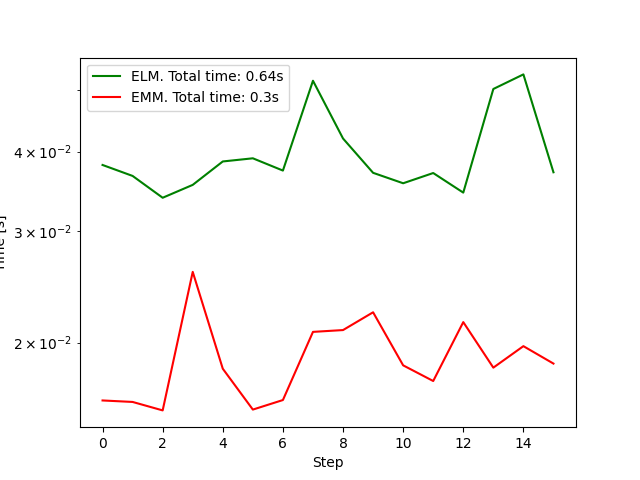 ELM. Total time: 0.64s
EMM. Total time: 0.3s
4 × 10⁻²
3 × 10⁻²
2 × 10⁻²
Time [s]
0 2 4 6 8 10 12 14
Step